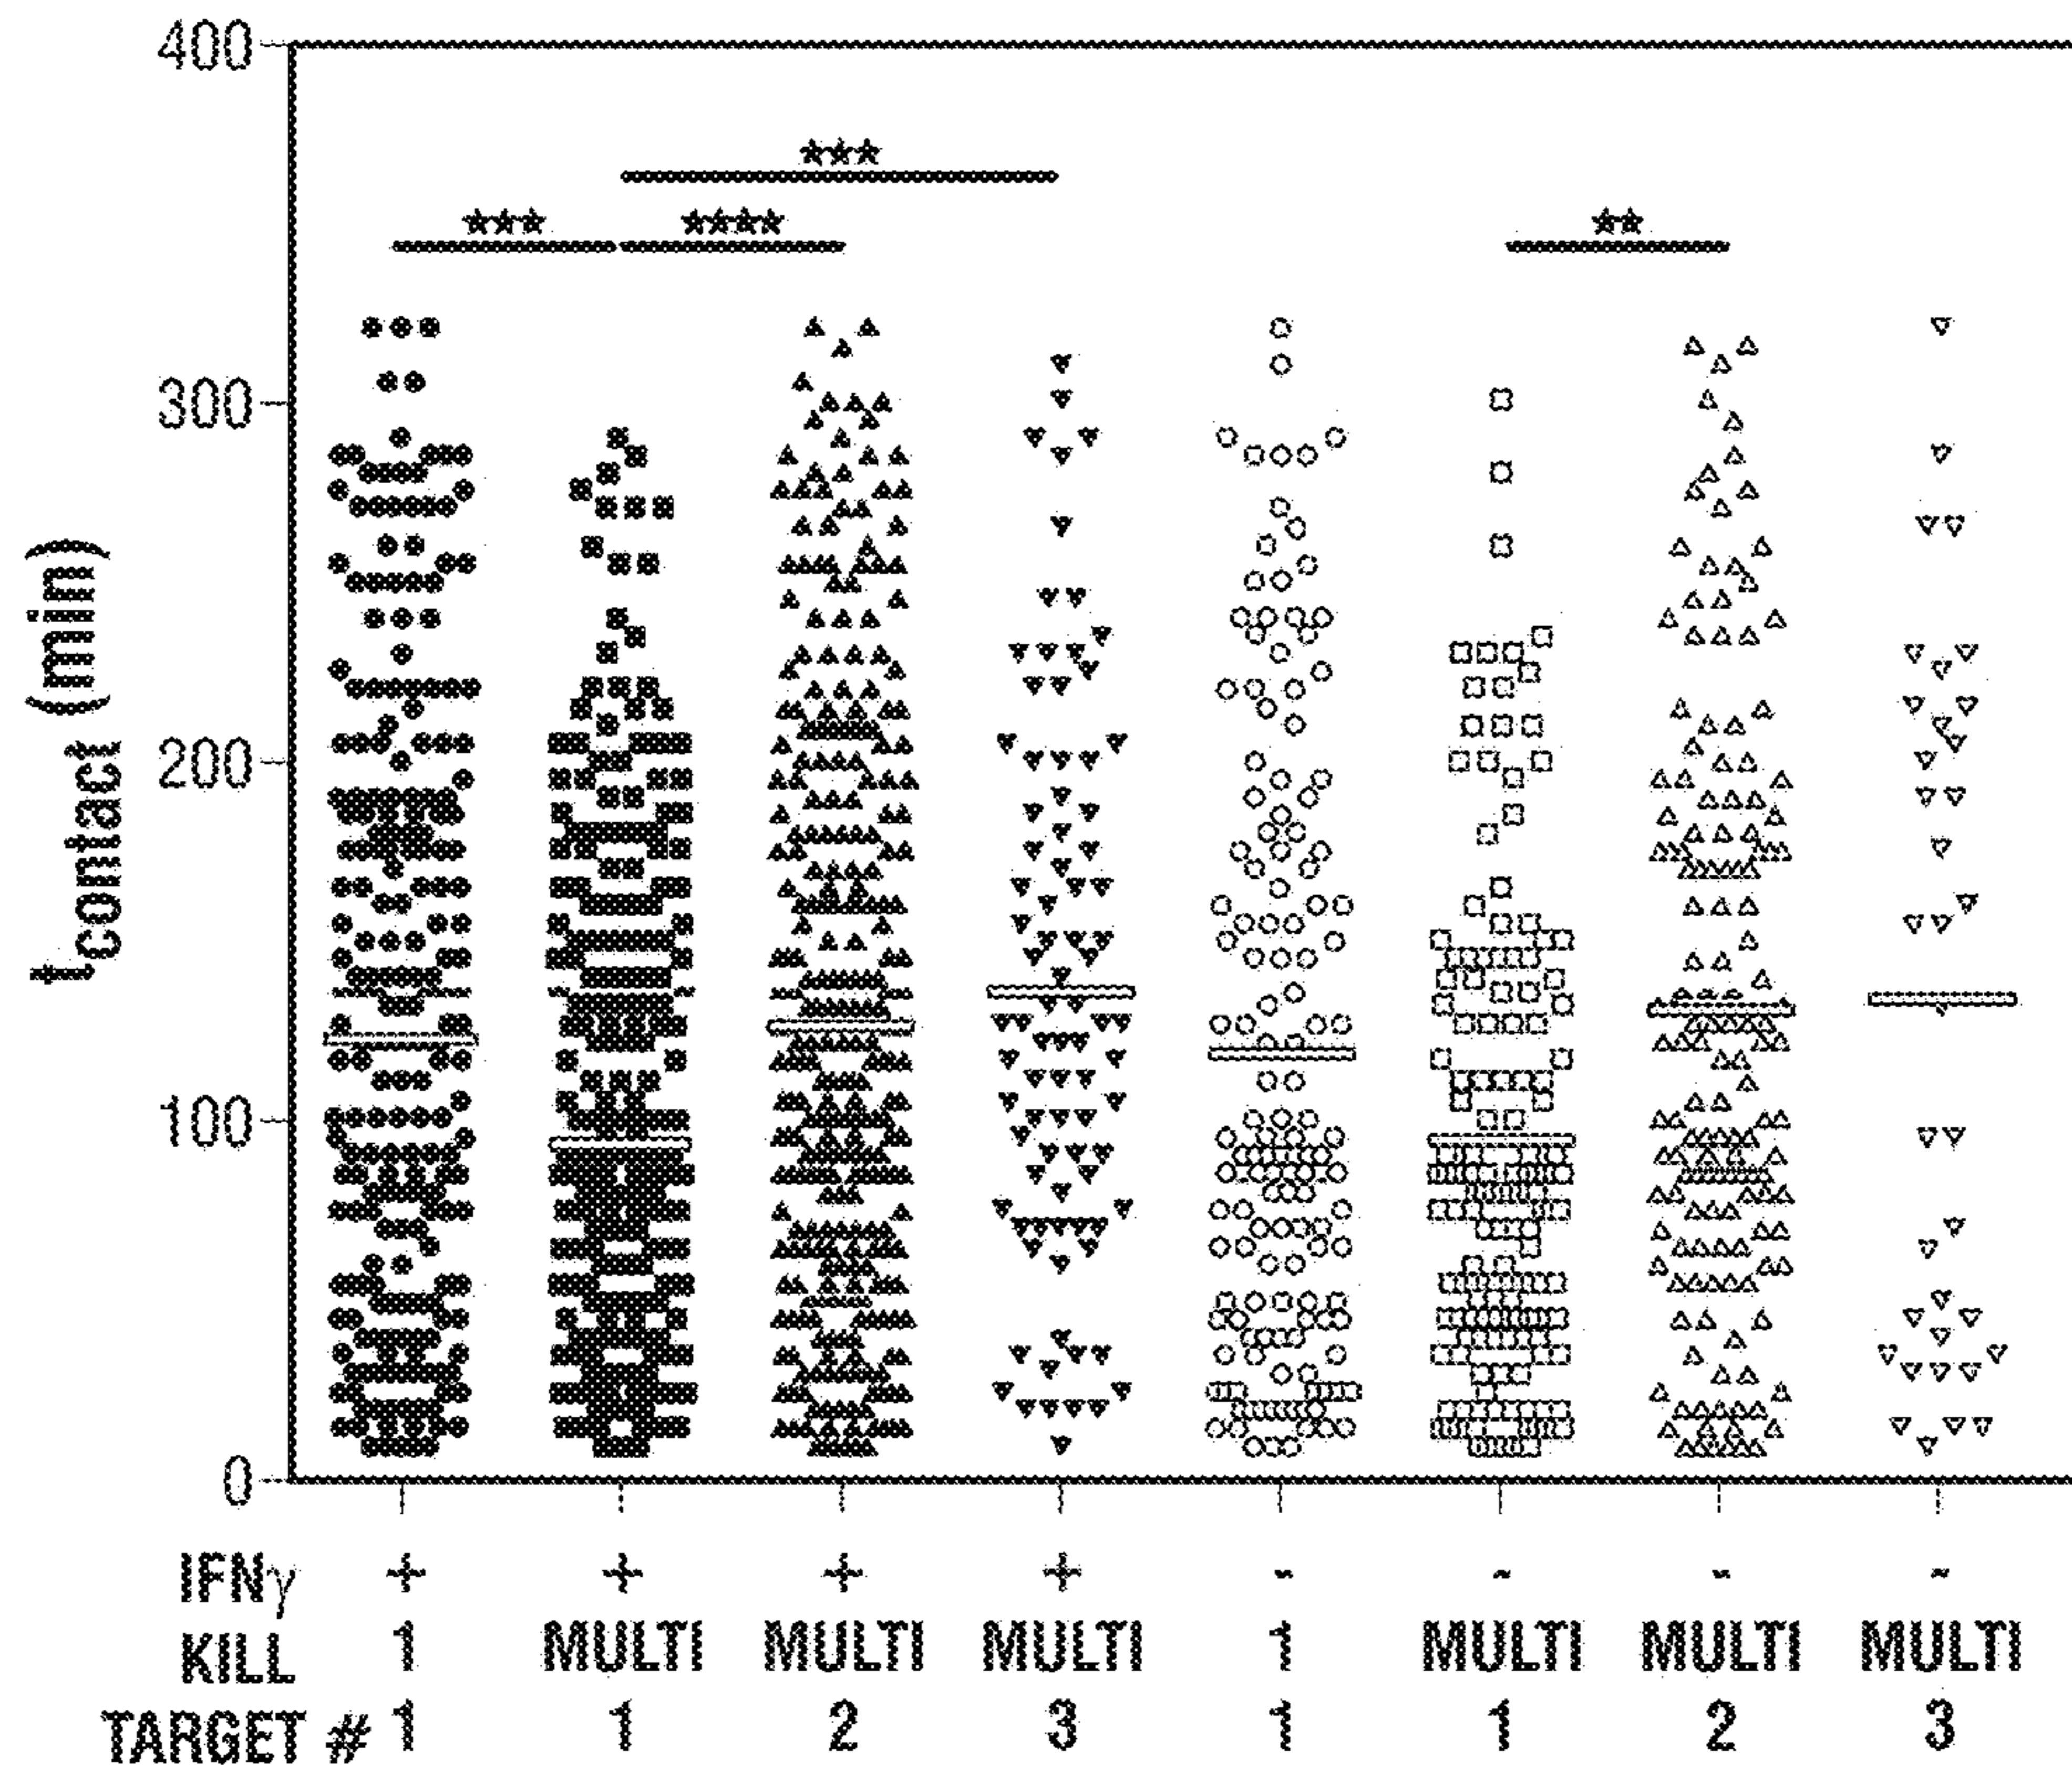 400
300
200
100
0
tcontact (min)
***
*** **** **
IFNγ + + + + - - - -
KILL 1 MULTI MULTI MULTI 1 MULTI MULTI MULTI
TARGET # 1 1 2 3 1 1 2 3